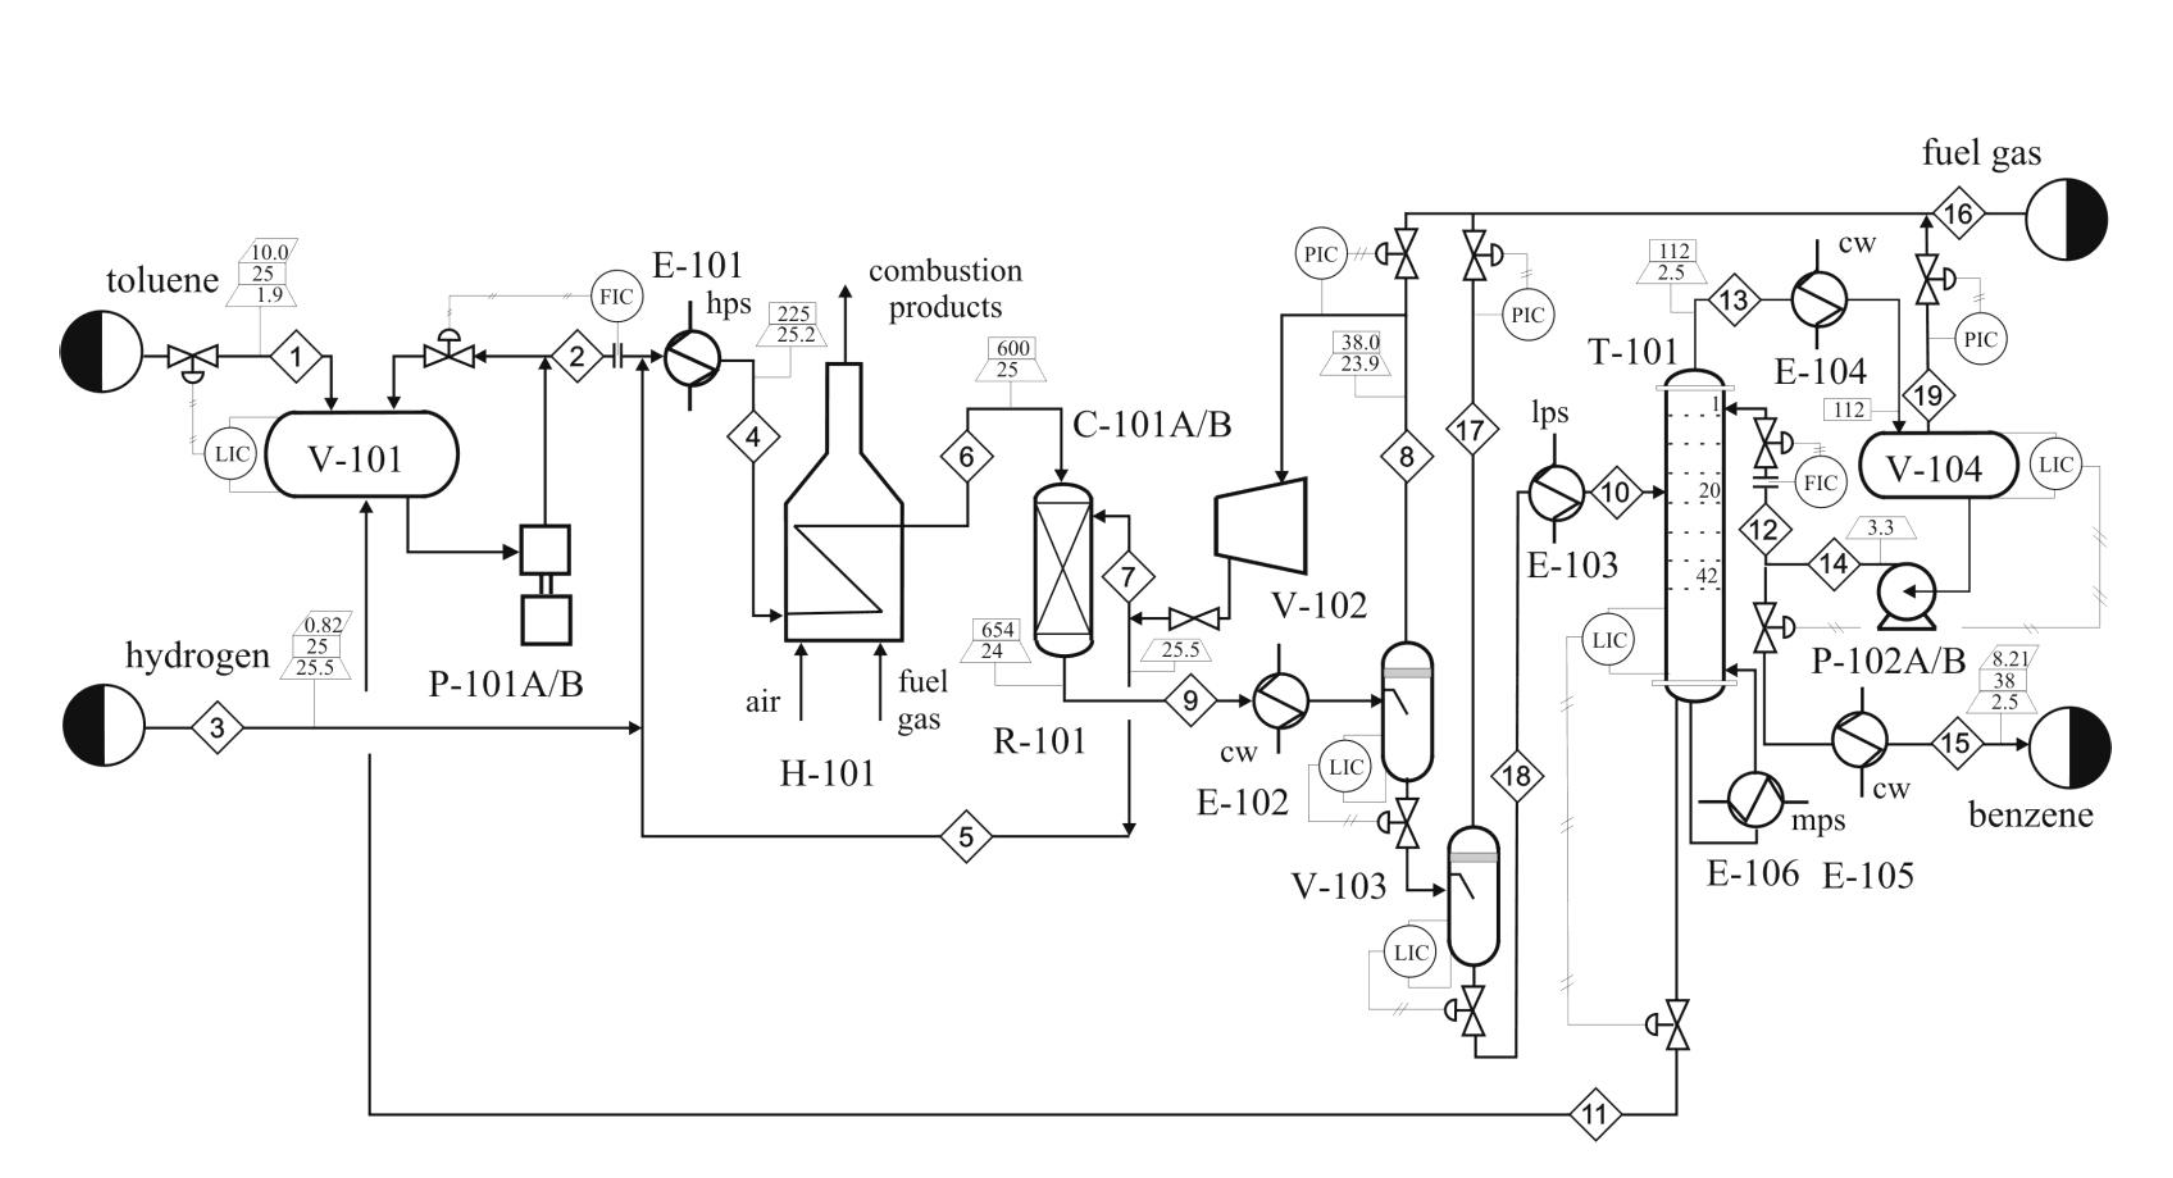 fuel gas
16
toluene
10.0
25
1.9
1
LIC
V-101
FIC
2
E-101
hps
225
25.2
4
combustion
products
600
25
6
C-101A/B
PIC
PIC
38.0
23.9
8
17
112
2.5
13
cw
T-101
E-104
PIC
19
112
lps
10
E-103
1
20
42
FIC
12
V-104
LIC
3.3
14
P-102A/B
7
V-102
25.5
654
24
R-101
9
cw
E-102
LIC
hydrogen
0.82
25
25.5
3
P-101A/B
air
fuel
gas
H-101
5
LIC
8.21
38
2.5
15
cw
benzene
mps
E-106
E-105
18
V-103
LIC
11